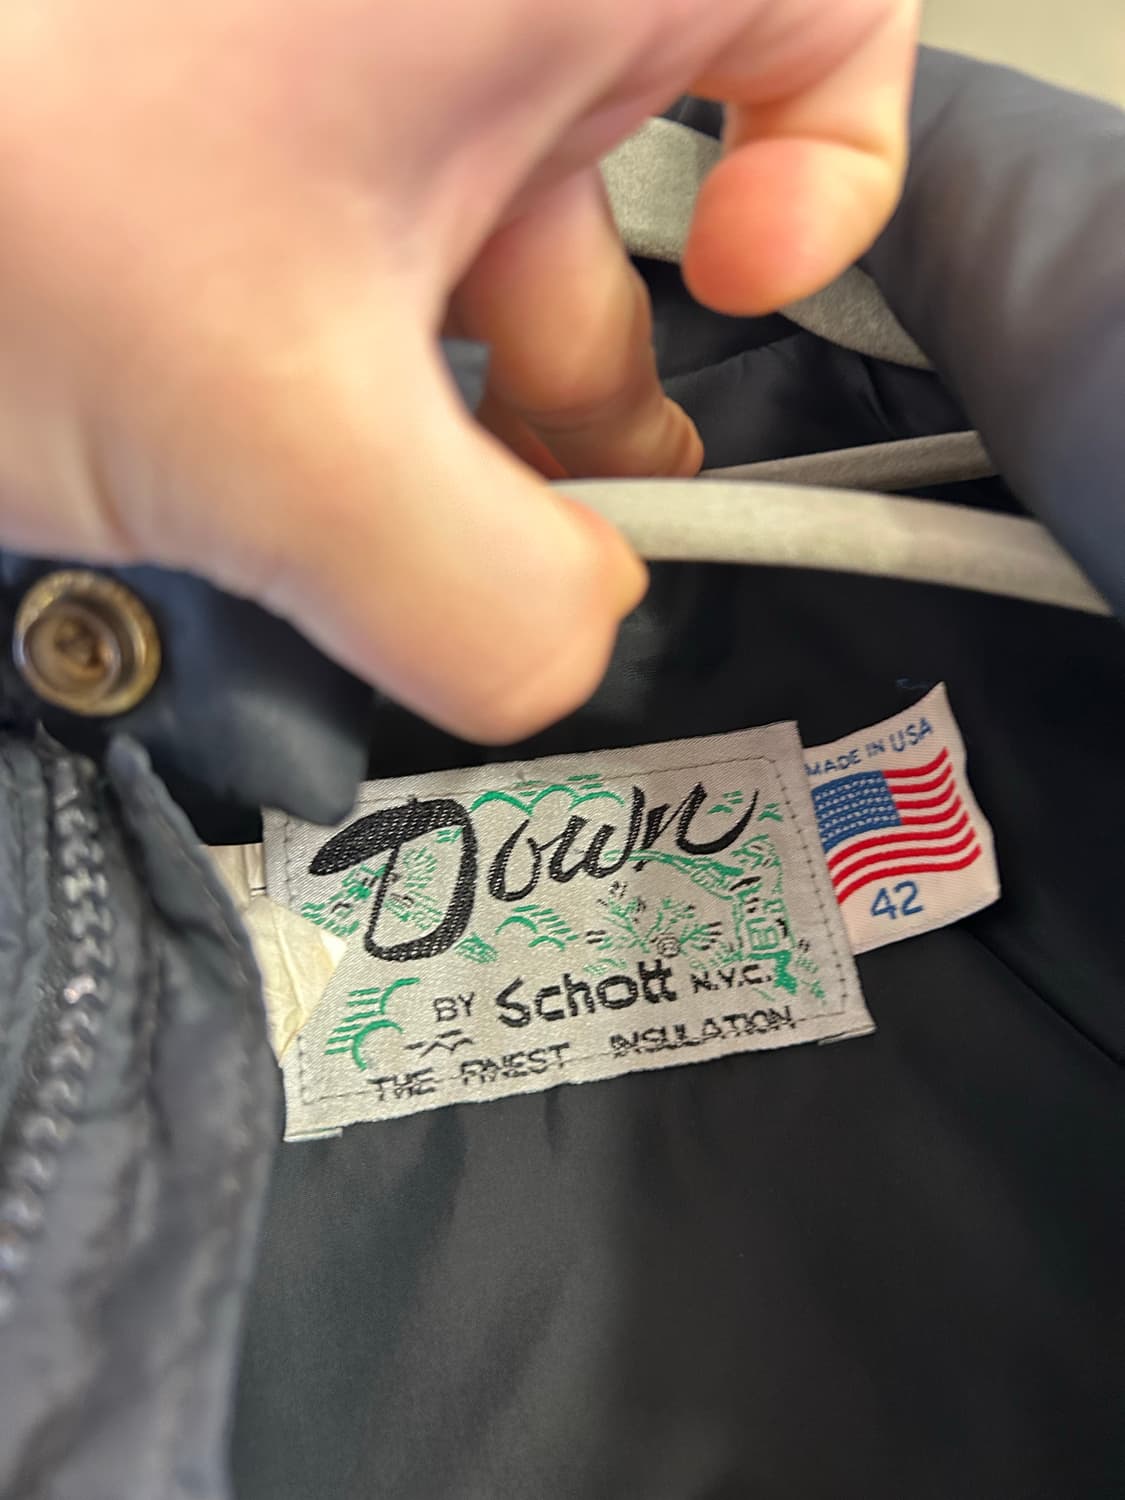 Down
BY Schott N.Y.C.
THE FINEST INSULATION
MADE IN USA
42